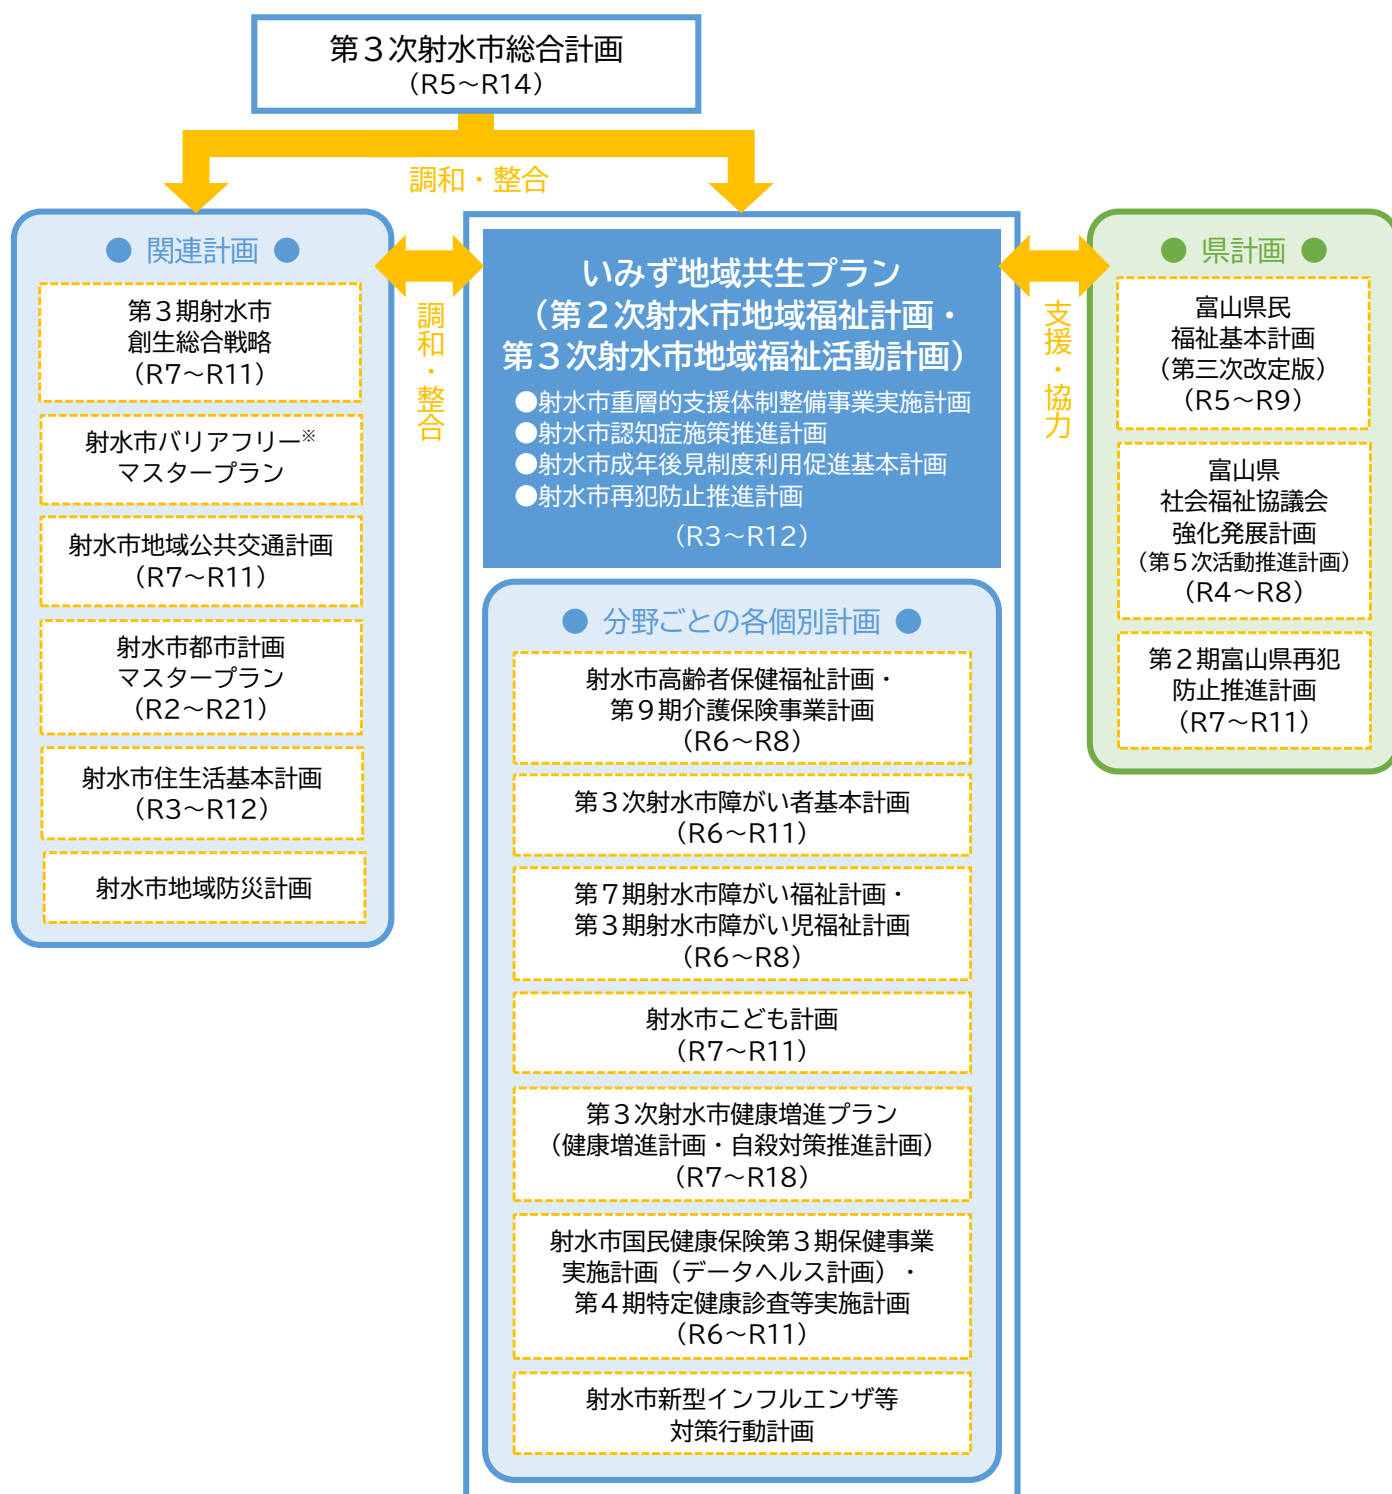 第３次射水市総合計画
（R5～R14）
調和・整合
● 関連計画 ●
第３期射水市
創生総合戦略
（R7～R11）
射水市バリアフリー※
マスタープラン
射水市地域公共交通計画
（R7～R11）
射水市都市計画
マスタープラン
（R2～R21）
射水市住生活基本計画
（R3～R12）
射水市地域防災計画
調和・整合
いみず地域共生プラン
（第２次射水市地域福祉計画・
第３次射水市地域福祉活動計画）
●射水市重層的支援体制整備事業実施計画
●射水市認知症施策推進計画
●射水市成年後見制度利用促進基本計画
●射水市再犯防止推進計画
（R3～R12）
● 分野ごとの各個別計画 ●
射水市高齢者保健福祉計画・
第９期介護保険事業計画
（R6～R8）
第３次射水市障がい者基本計画
（R6～R11）
第７期射水市障がい福祉計画・
第３期射水市障がい児福祉計画
（R6～R8）
射水市こども計画
（R7～R11）
第３次射水市健康増進プラン
（健康増進計画・自殺対策推進計画）
（R7～R18）
射水市国民健康保険第３期保健事業
実施計画（データヘルス計画）・
第４期特定健康診査等実施計画
（R6～R11）
射水市新型インフルエンザ等
対策行動計画
支援・協力
● 県計画 ●
富山県民
福祉基本計画
（第三次改定版）
（R5～R9）
富山県
社会福祉協議会
強化発展計画
（第５次活動推進計画）
（R4～R8）
第２期富山県再犯
防止推進計画
（R7～R11）